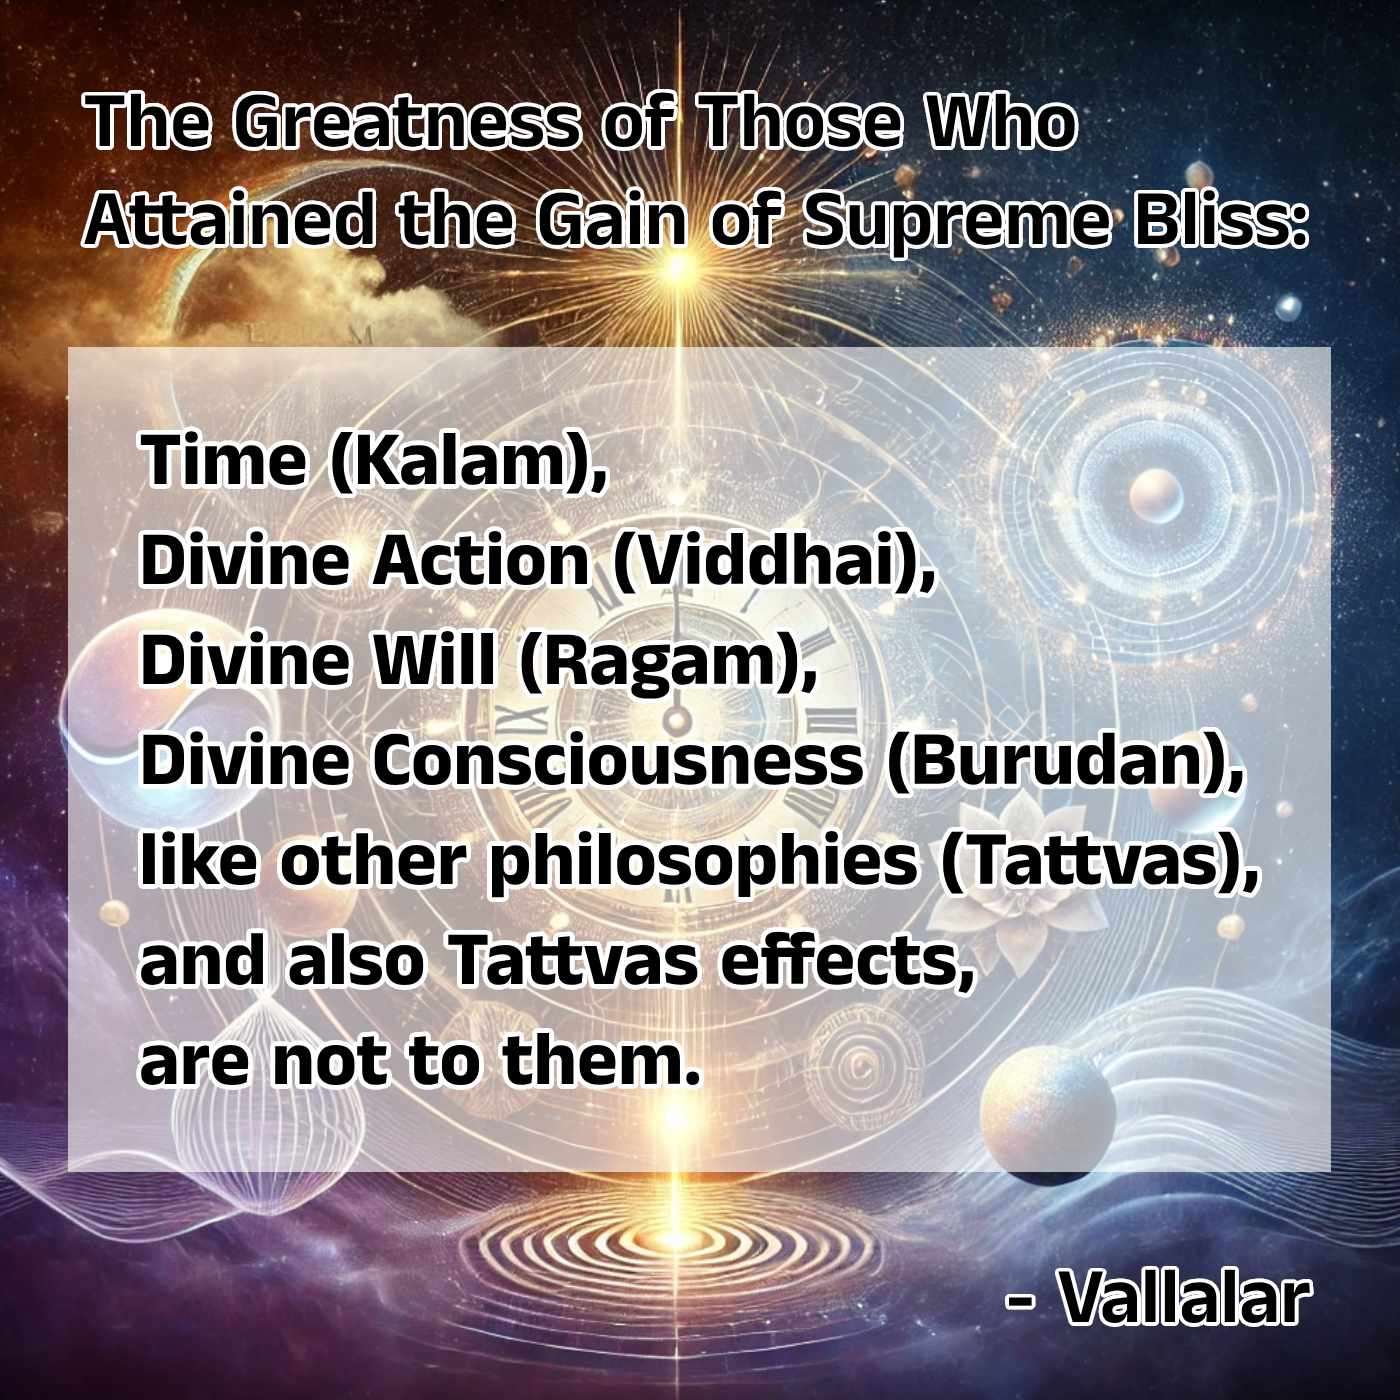 The Greatness of Those Who
Attained the Gain of Supreme Bliss:
Time (Kalam),
Divine Action (Viddhai),
Divine Will (Ragam),
Divine Consciousness (Burudan),
like other philosophies (Tattvas),
and also Tattvas effects,
are not to them.
- Vallalar